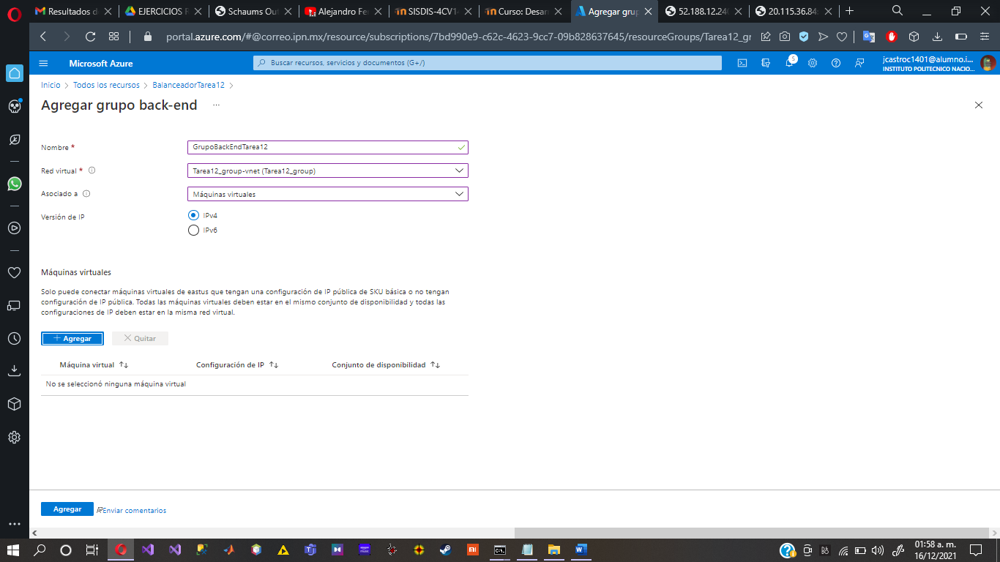 Resultados d
EJERCICIOS R
Schaums Out
Alejandro Fe
SISDIS-4CV1
Curso: Desar
Agregar grup
52.188.12.24
20.115.36.84
portal.azure.com/#@correo.ipn.mx/resource/subscriptions/7bd990e9-c62c-4623-9cc7-09b828637645/resourceGroups/Tarea12_gr
Microsoft Azure
Buscar recursos, servicios y documentos (G+/)
5
jcastroc1401@alumno.i...
INSTITUTO POLITECNICO NACIO...
Inicio > Todos los recursos > BalanceadorTarea12 >
Agregar grupo back-end ...
Nombre * GrupoBackEndTarea12
Red virtual * Tarea12_group-vnet (Tarea12_group)
Asociado a Máquinas virtuales
Versión de IP IPv4
IPv6
Máquinas virtuales
Solo puede conectar máquinas virtuales de eastus que tengan una configuración de IP pública de SKU básica o no tengan
configuración de IP pública. Todas las máquinas virtuales deben estar en el mismo conjunto de disponibilidad y todas las
configuraciones de IP deben estar en la misma red virtual.
+ Agregar Quitar
Máquina virtual ↑↓ Configuración de IP ↑↓ Conjunto de disponibilidad ↑↓
No se seleccionó ninguna máquina virtual
Agregar Enviar comentarios
01:58 a. m.
16/12/2021